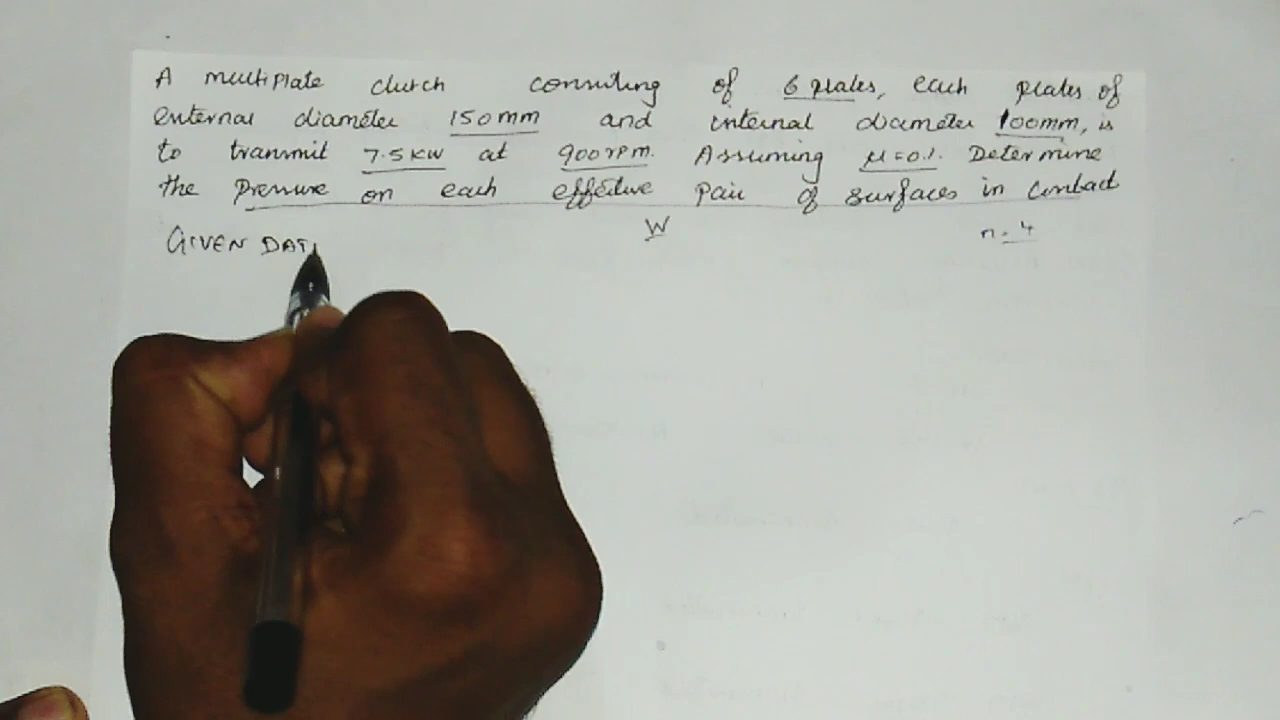 A multiplate clutch consisting of 6 plates, each plates of
external diameter 150mm and internal diameter 100mm, is
to transmit 7.5KW at 900rpm. Assuming μ=0.1. Determine
the pressure on each effective pair of surfaces in contact
W n=4
GIVEN DAT